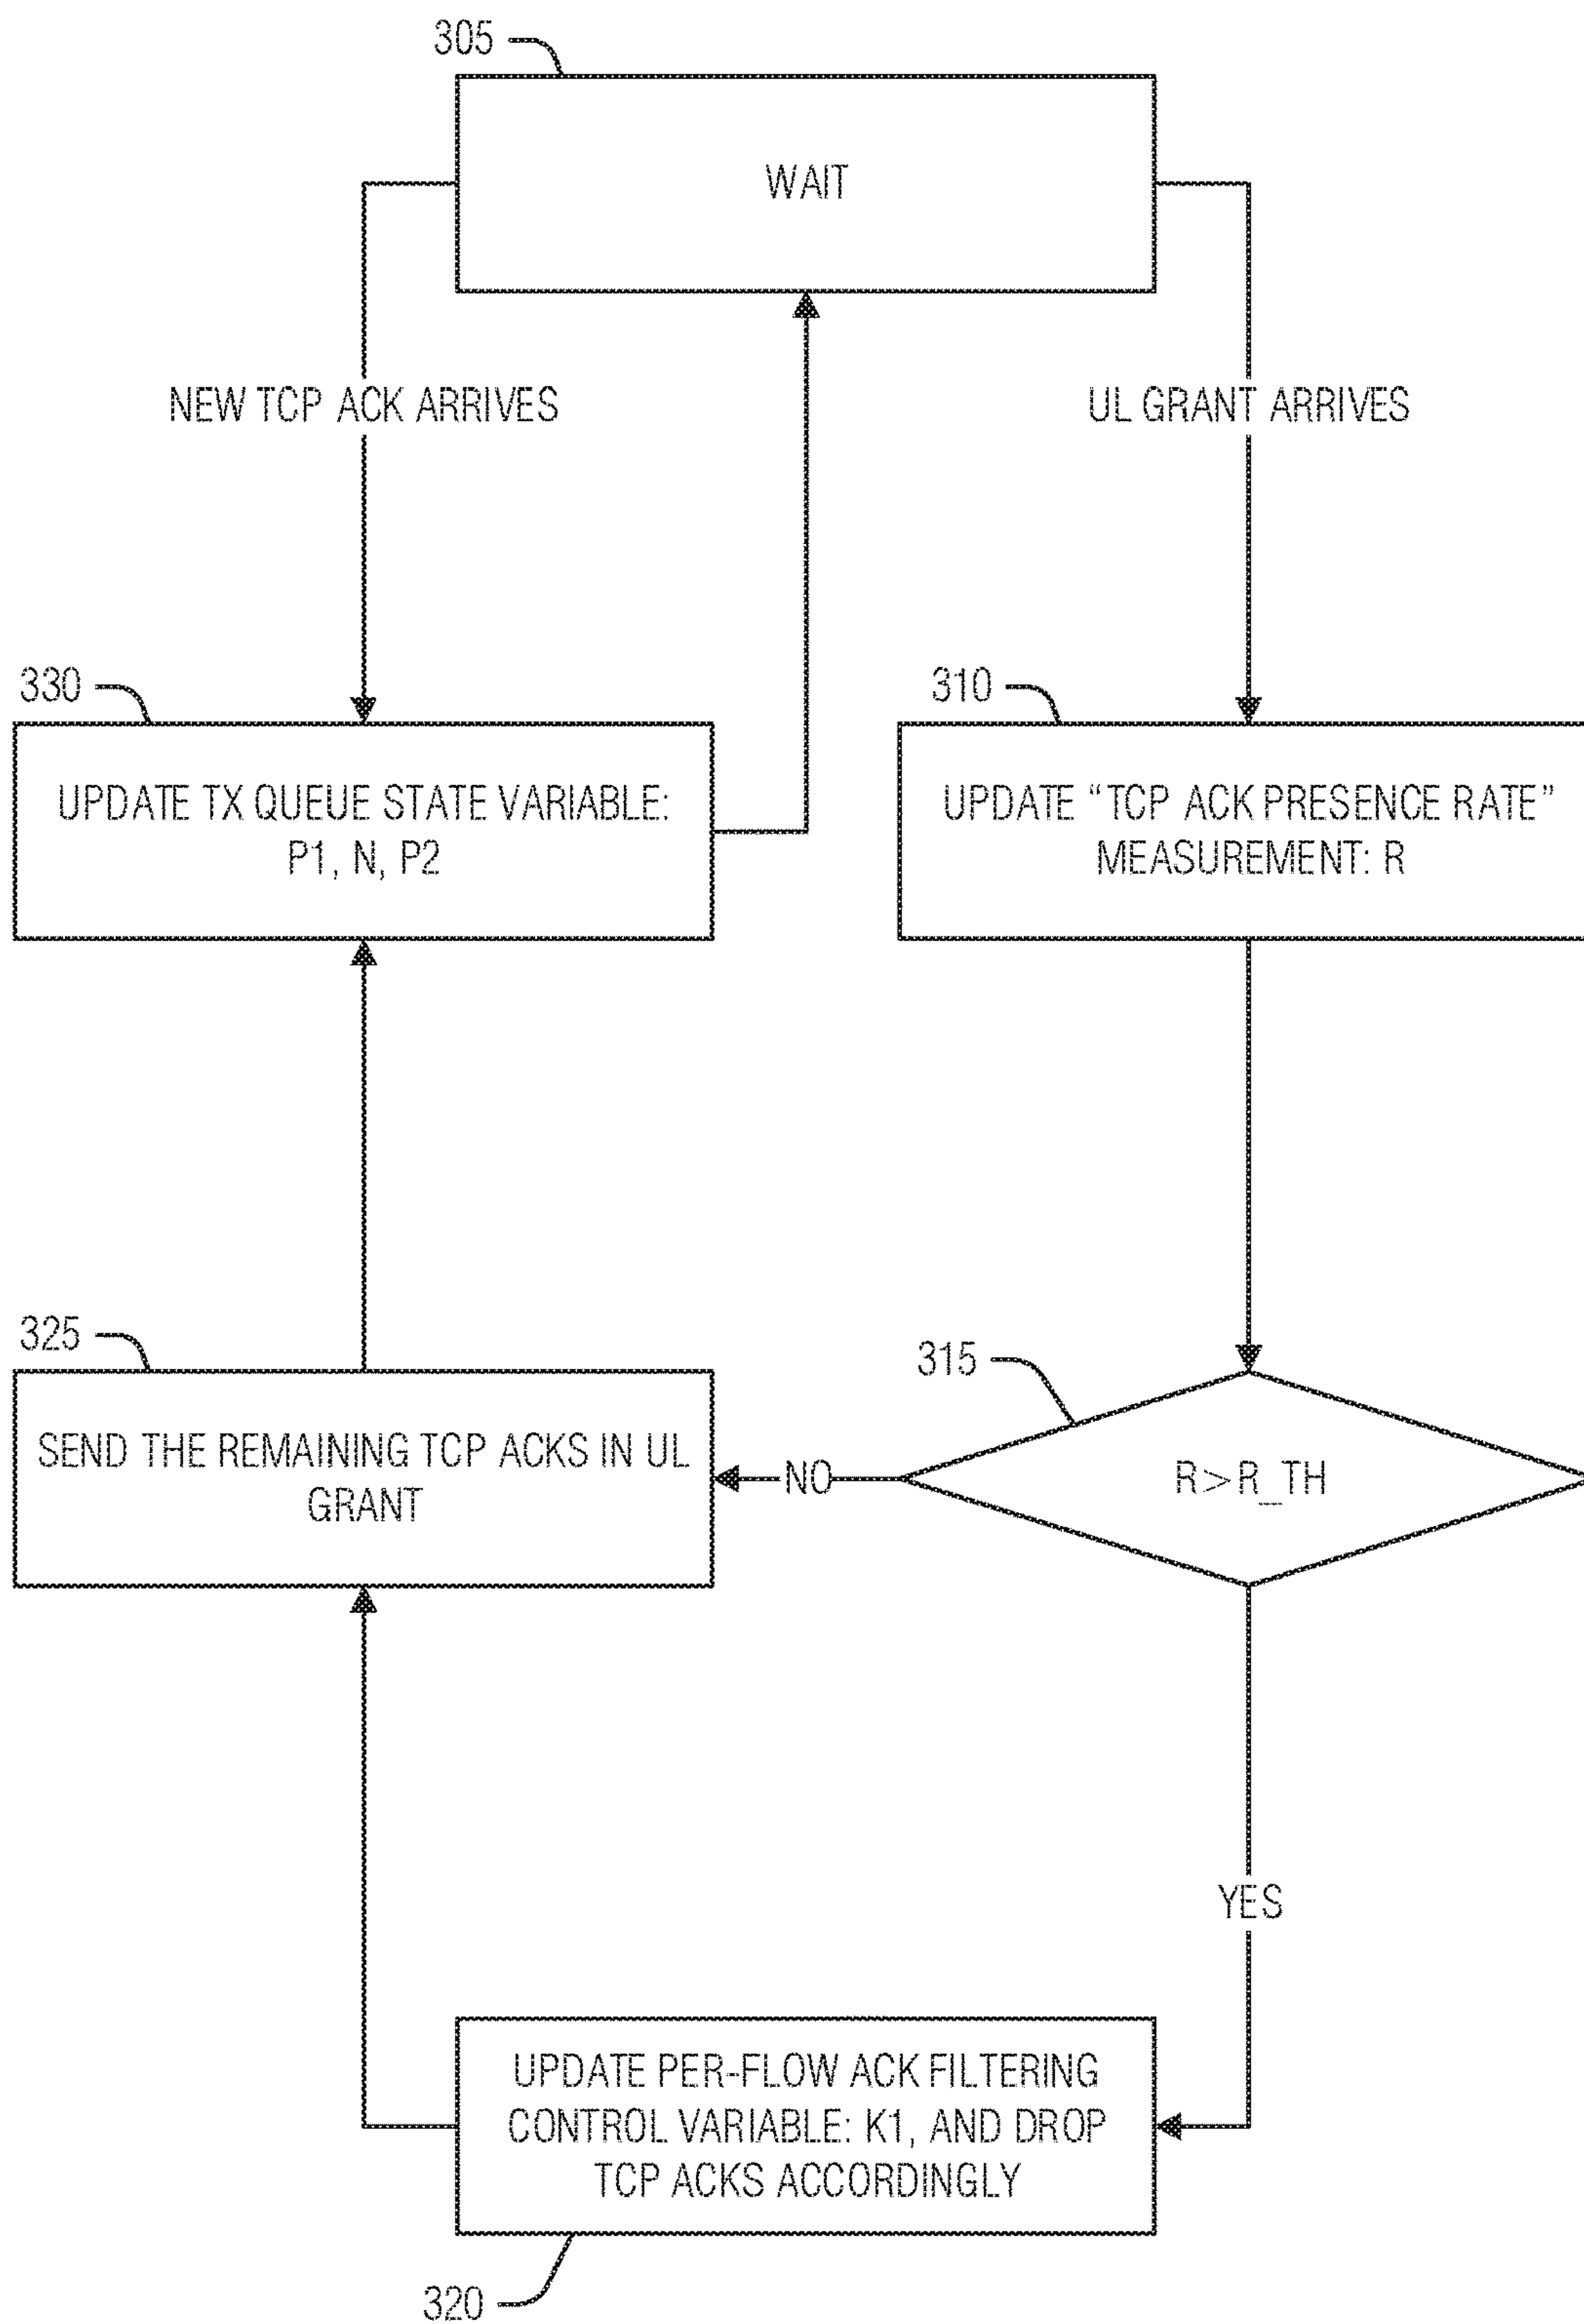 305
WAIT
NEW TCP ACK ARRIVES
UL GRANT ARRIVES
330
310
UPDATE TX QUEUE STATE VARIABLE:
P1, N, P2
UPDATE “TCP ACK PRESENCE RATE”
MEASUREMENT: R
325
315
SEND THE REMAINING TCP ACKS IN UL
GRANT
NO
R>R_TH
YES
UPDATE PER-FLOW ACK FILTERING
CONTROL VARIABLE: K1, AND DROP
TCP ACKS ACCORDINGLY
320